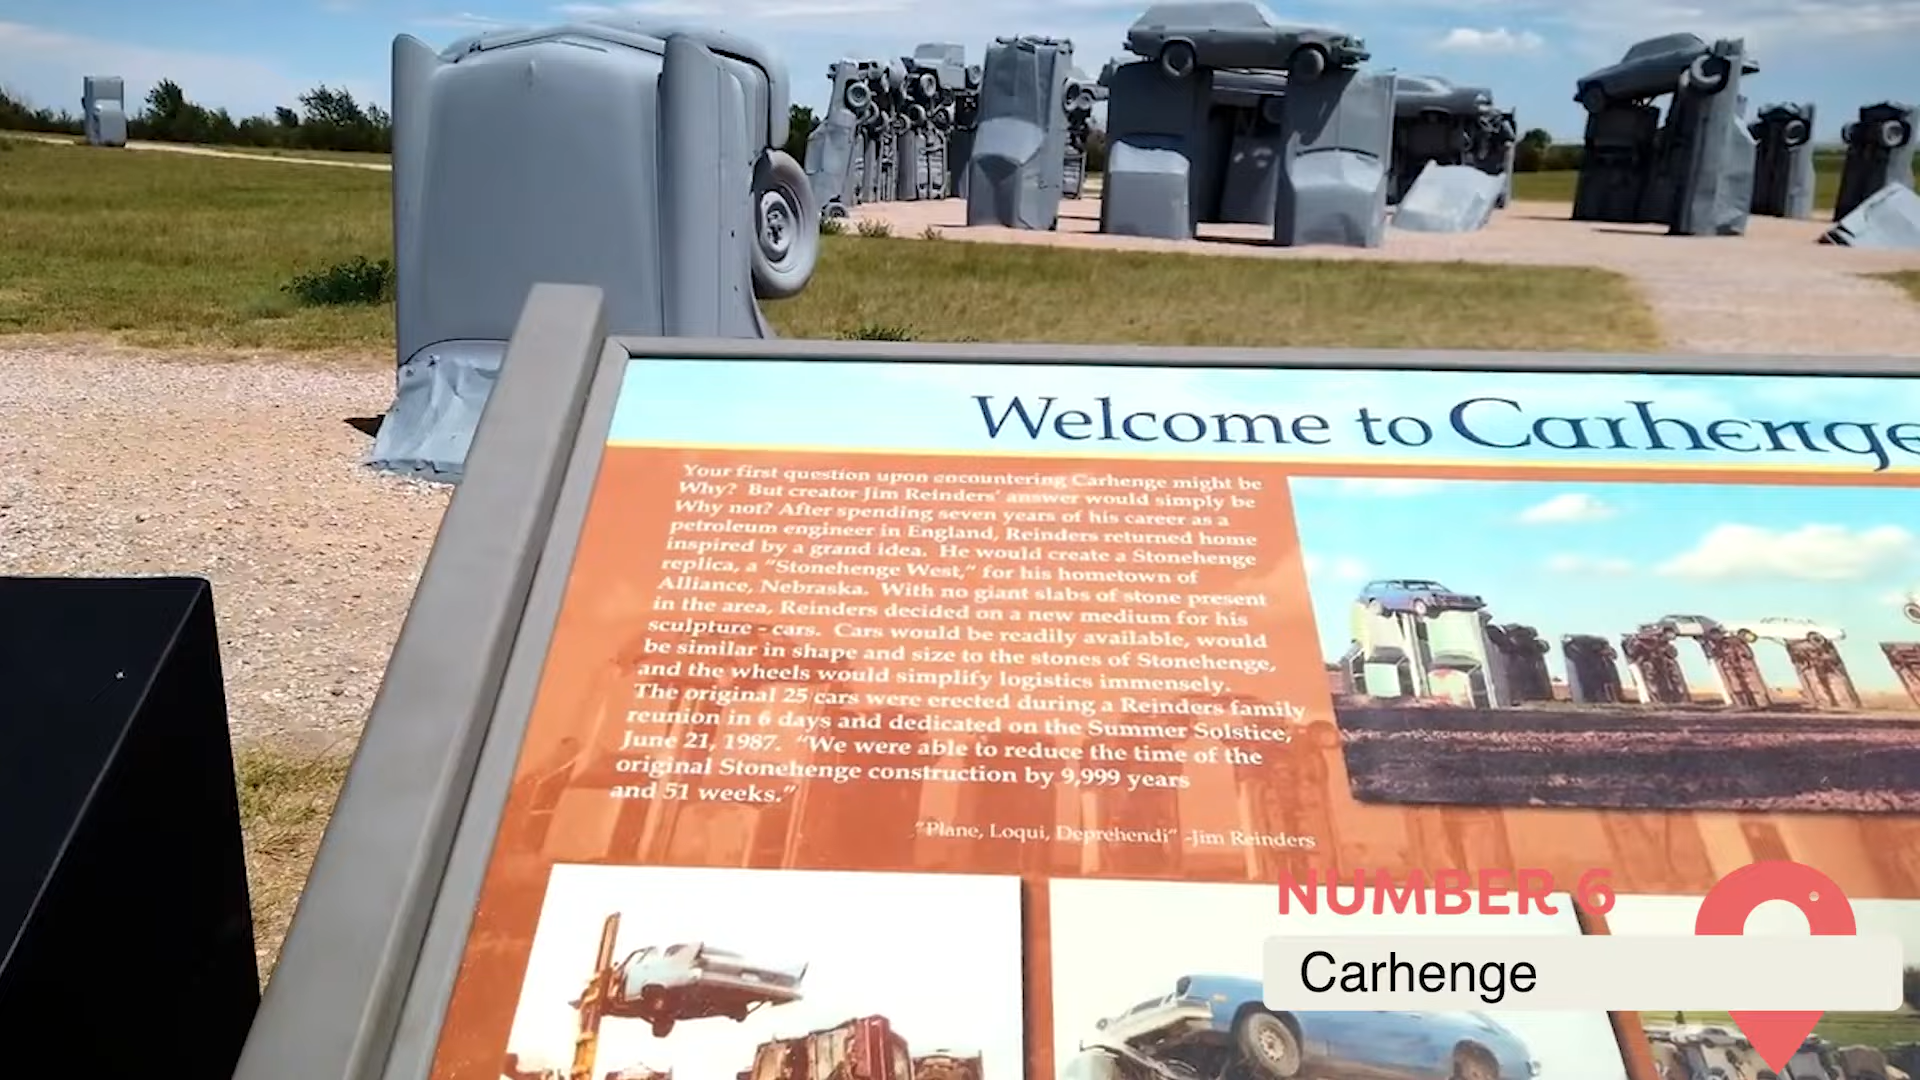 Welcome to Carhenge
Your first question upon encountering Carhenge might be
Why? But creator Jim Reinders' answer would simply be
Why not? After spending seven years of his career as a
petroleum engineer in England, Reinders returned home
inspired by a grand idea. He would create a Stonehenge
replica, a "Stonehenge West," for his hometown of
Alliance, Nebraska. With no giant slabs of stone present
in the area, Reinders decided on a new medium for his
sculpture - cars. Cars would be readily available, would
be similar in shape and size to the stones of Stonehenge,
and the wheels would simplify logistics immensely.
The original 25 cars were erected during a Reinders family
reunion in 6 days and dedicated on the Summer Solstice,
June 21, 1987. "We were able to reduce the time of the
original Stonehenge construction by 9,999 years
and 51 weeks."
"Plane, Loqui, Deprehendi" -Jim Reinders
NUMBER 6
Carhenge